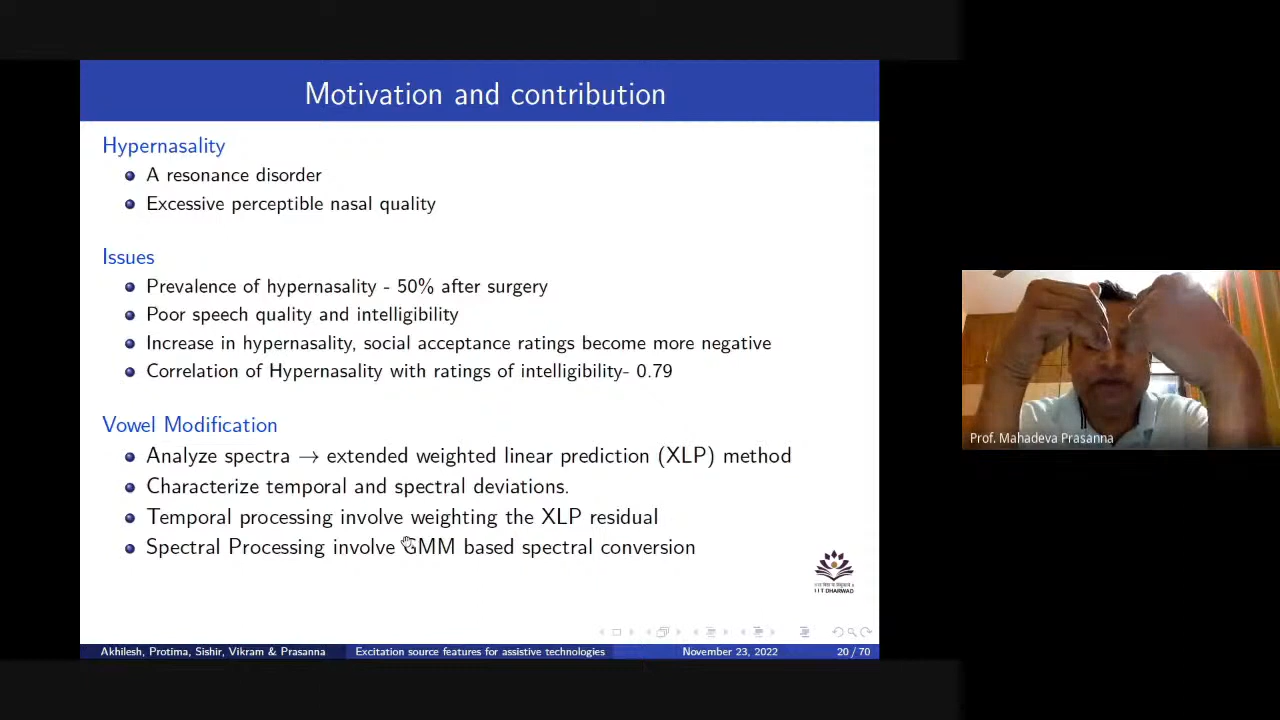 Motivation and contribution
Hypernasality
A resonance disorder
Excessive perceptible nasal quality
Issues
Prevalence of hypernasality - 50% after surgery
Poor speech quality and intelligibility
Increase in hypernasality, social acceptance ratings become more negative
Correlation of Hypernasality with ratings of intelligibility- 0.79
Vowel Modification
Analyze spectra → extended weighted linear prediction (XLP) method
Characterize temporal and spectral deviations.
Temporal processing involve weighting the XLP residual
Spectral Processing involve GMM based spectral conversion
IIT DHARWAD
Akhilesh, Protima, Sishir, Vikram & Prasanna Excitation source features for assistive technologies November 23, 2022 20 / 70
Prof. Mahadeva Prasanna